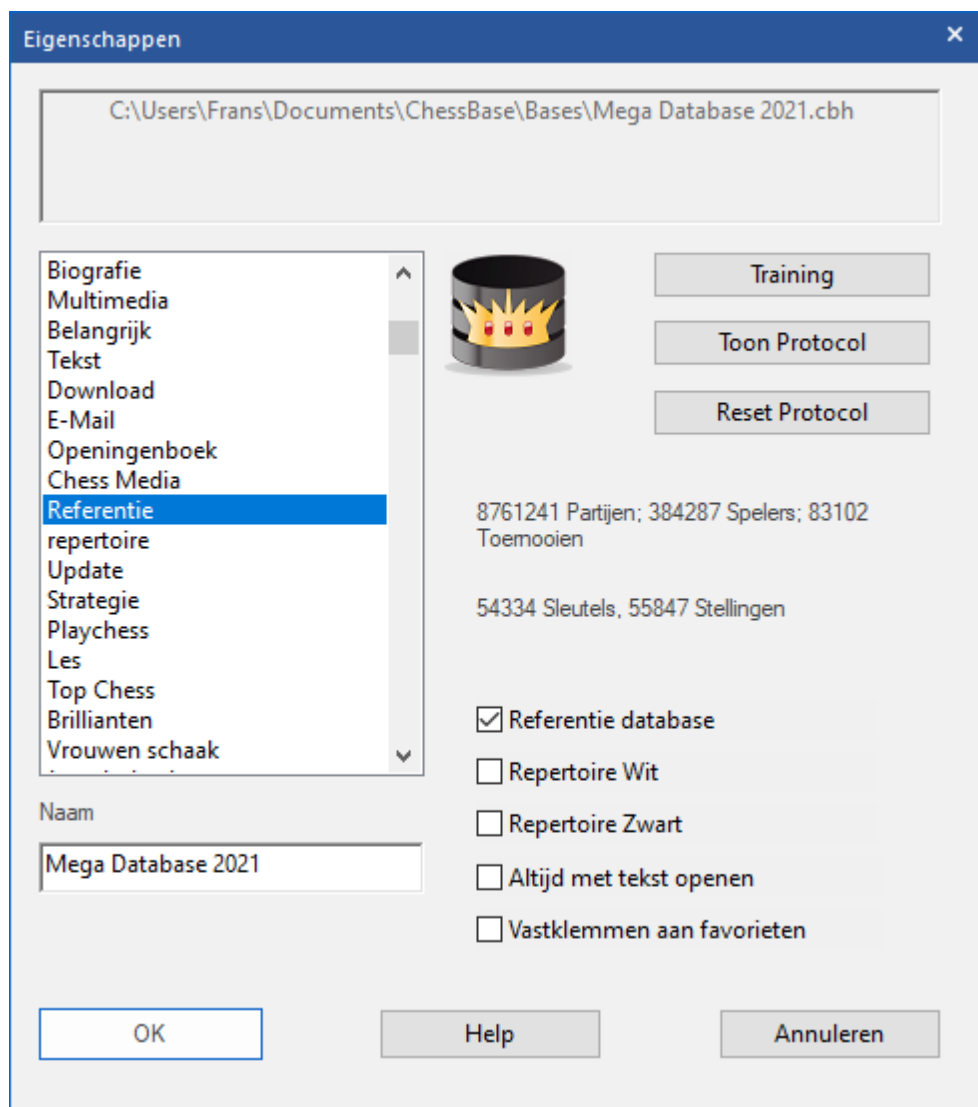 Eigenschappen
C:\Users\Frans\Documents\ChessBase\Bases\Mega Database 2021.cbh
Biografie
Multimedia
Belangrijk
Tekst
Download
E-Mail
Openingenboek
Chess Media
Referentie
repertoire
Update
Strategie
Playchess
Les
Top Chess
Brillianten
Vrouwen schaak
Naam
Mega Database 2021
Training
Toon Protocol
Reset Protocol
8761241 Partijen; 384287 Spelers; 83102
Toernooien
54334 Sleutels, 55847 Stellingen
Referentie database
Repertoire Wit
Repertoire Zwart
Altijd met tekst openen
Vastklemmen aan favorieten
OK
Help
Annuleren